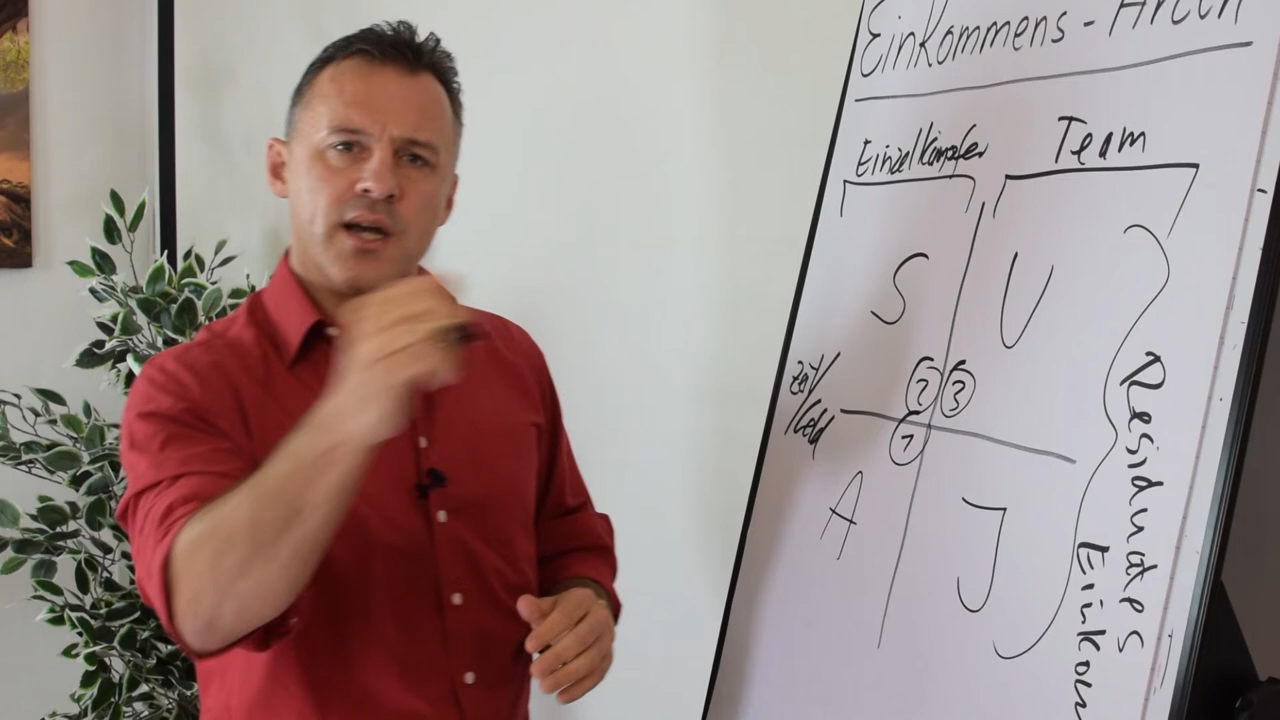 Einkommens-Arten
Einzelkämpfer
Team
S
U
Zeit/
/Geld
2
3
1
A
J
Residuales
Einkom